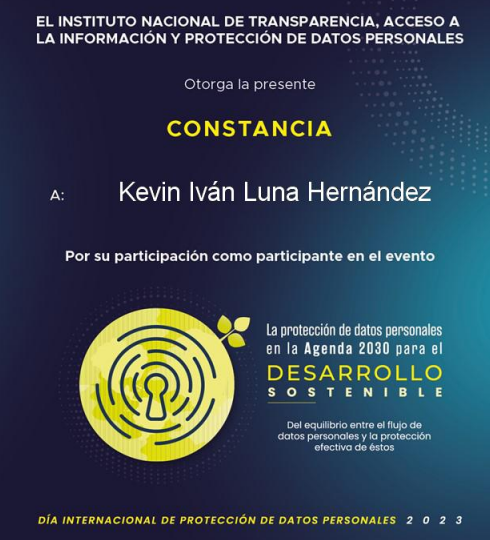 EL INSTITUTO NACIONAL DE TRANSPARENCIA, ACCESO A
LA INFORMACIÓN Y PROTECCIÓN DE DATOS PERSONALES
Otorga la presente
CONSTANCIA
A: Kevin Iván Luna Hernández
Por su participación como participante en el evento
La protección de datos personales
en la Agenda 2030 para el
DESARROLLO
SOSTENIBLE
Del equilibrio entre el flujo de
datos personales y la protección
efectiva de éstos
DÍA INTERNACIONAL DE PROTECCIÓN DE DATOS PERSONALES 2023